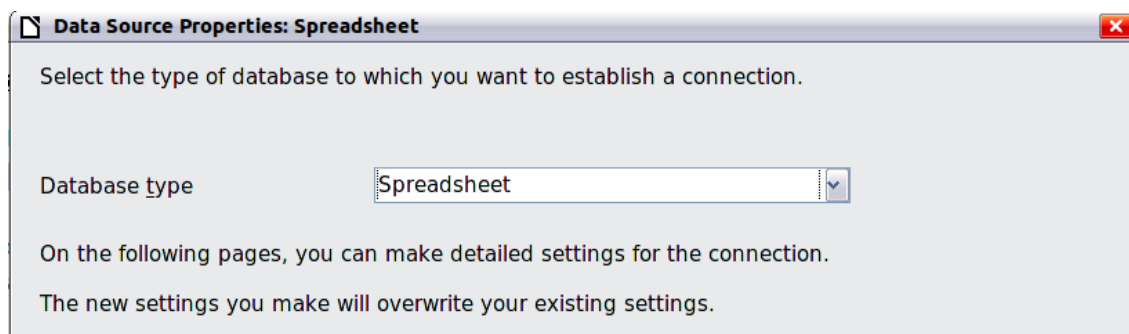 Data Source Properties: Spreadsheet
Select the type of database to which you want to establish a connection.
Database type
Spreadsheet
On the following pages, you can make detailed settings for the connection.
The new settings you make will overwrite your existing settings.